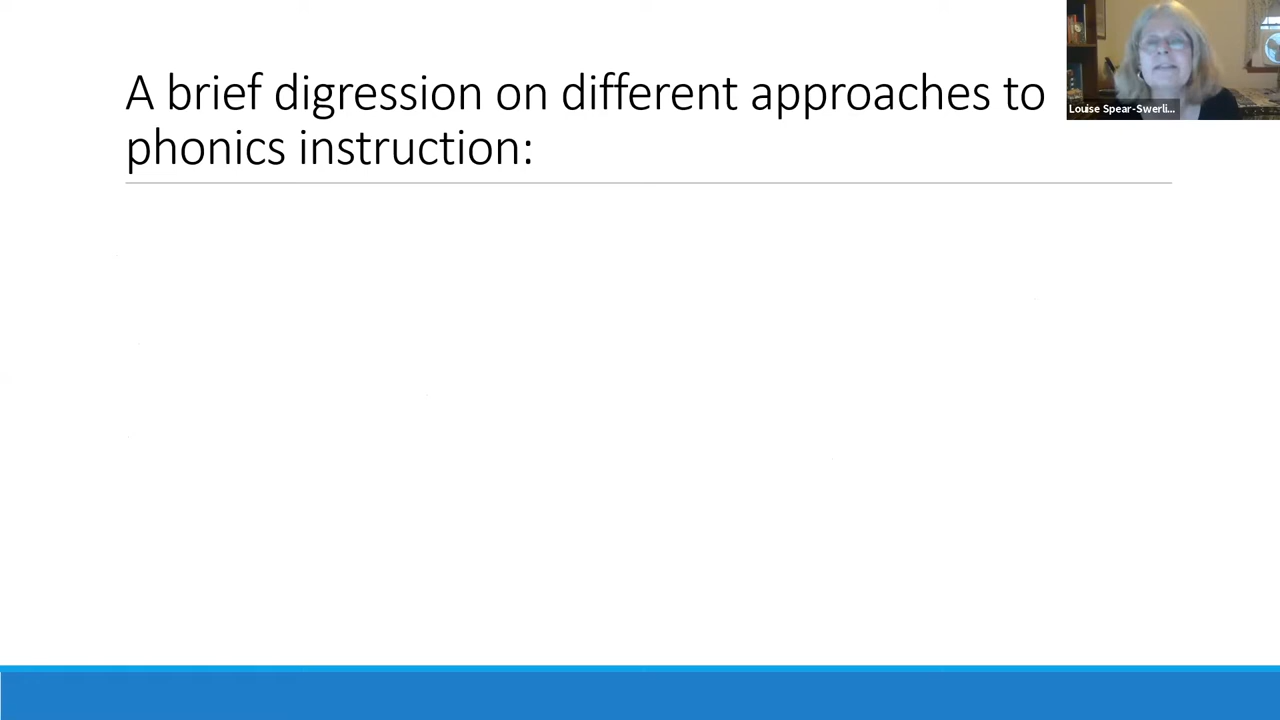 A brief digression on different approaches to
phonics instruction:
Louise Spear-Swerli...